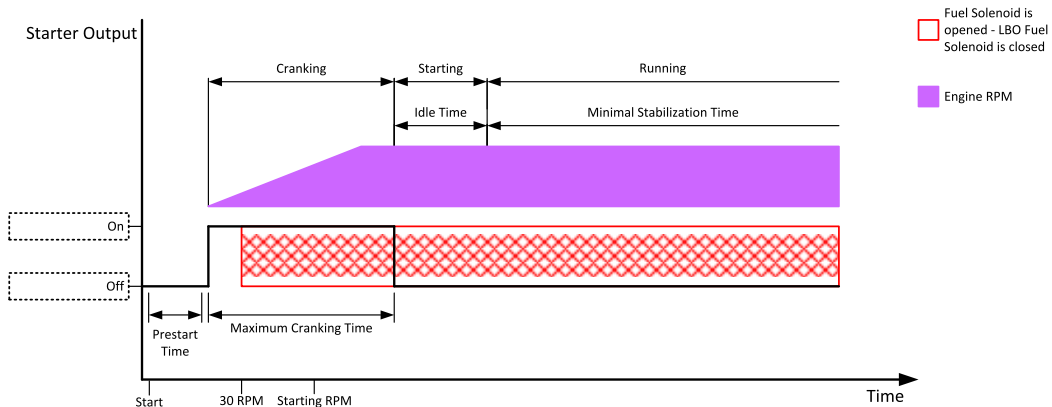 Starter Output
Fuel Solenoid is
opened - LBO Fuel
Solenoid is closed
Engine RPM
Cranking
Starting
Running
Idle Time
Minimal Stabilization Time
On
Off
Prestart
Time
Maximum Cranking Time
Start
30 RPM
Starting RPM
Time